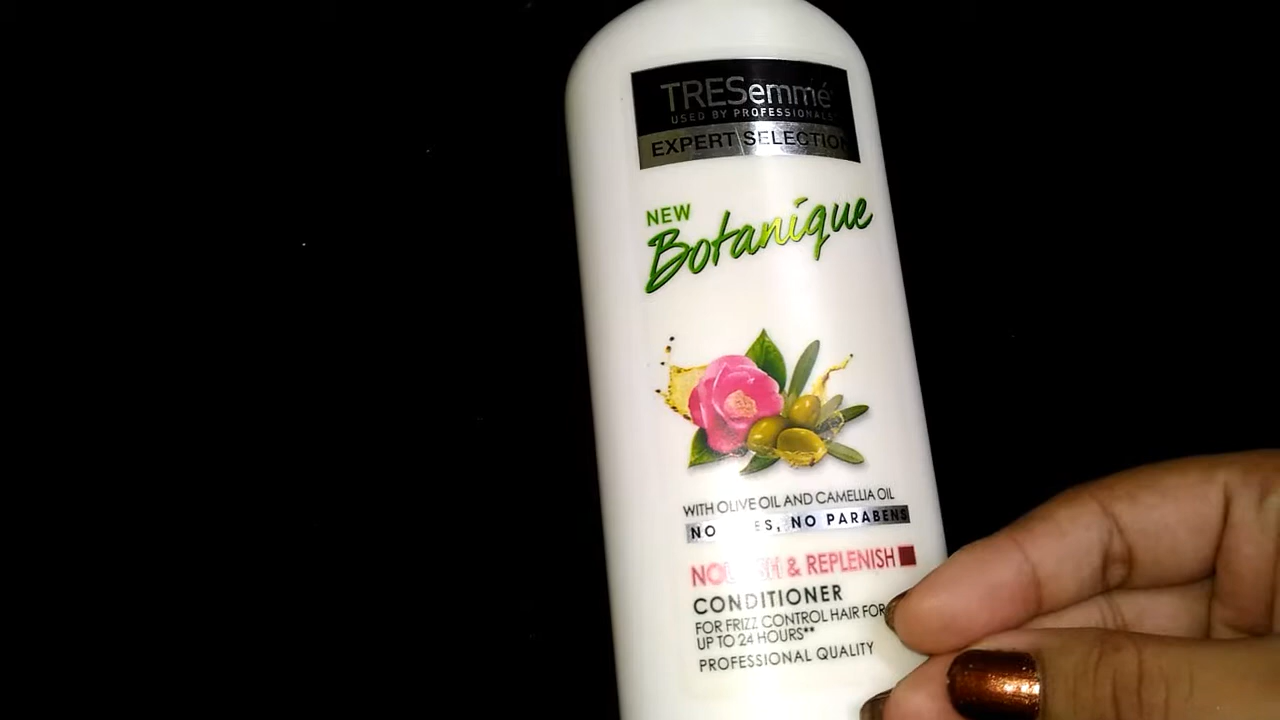 TRESemmé
USED BY PROFESSIONALS
EXPERT SELECTION
NEW
Botanique
WITH OLIVE OIL AND CAMELLIA OIL
NO , NO PARABENS
& REPLENISH
CONDITIONER
FOR FRIZZ CONTROL HAIR FOR
UP TO 24 HOURS**
PROFESSIONAL QUALITY